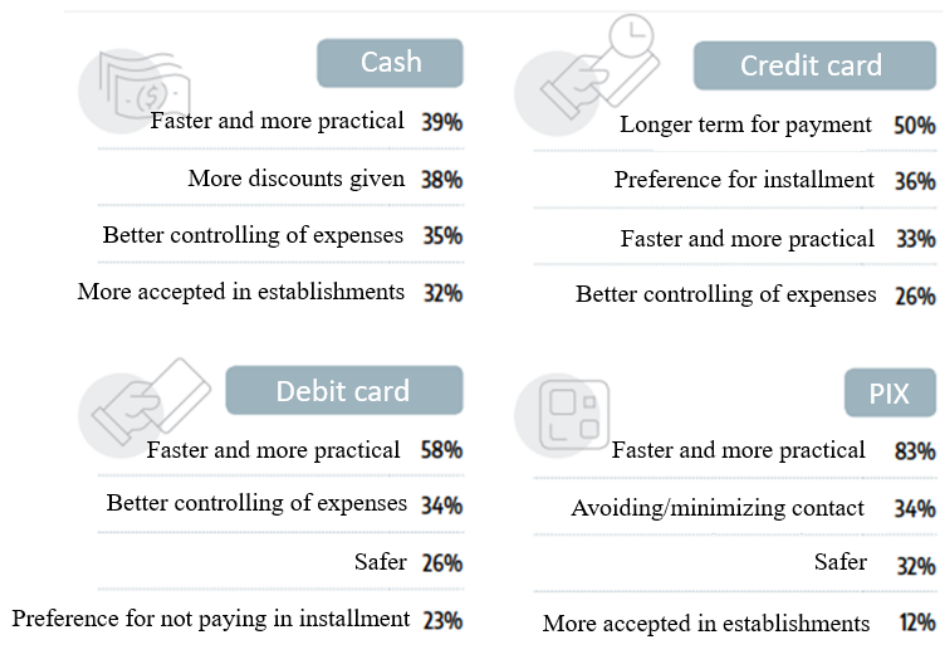 Cash
Faster and more practical 39%
More discounts given 38%
Better controlling of expenses 35%
More accepted in establishments 32%
Credit card
Longer term for payment 50%
Preference for installment 36%
Faster and more practical 33%
Better controlling of expenses 26%
Debit card
Faster and more practical 58%
Better controlling of expenses 34%
Safer 26%
Preference for not paying in installment 23%
PIX
Faster and more practical 83%
Avoiding/minimizing contact 34%
Safer 32%
More accepted in establishments 12%